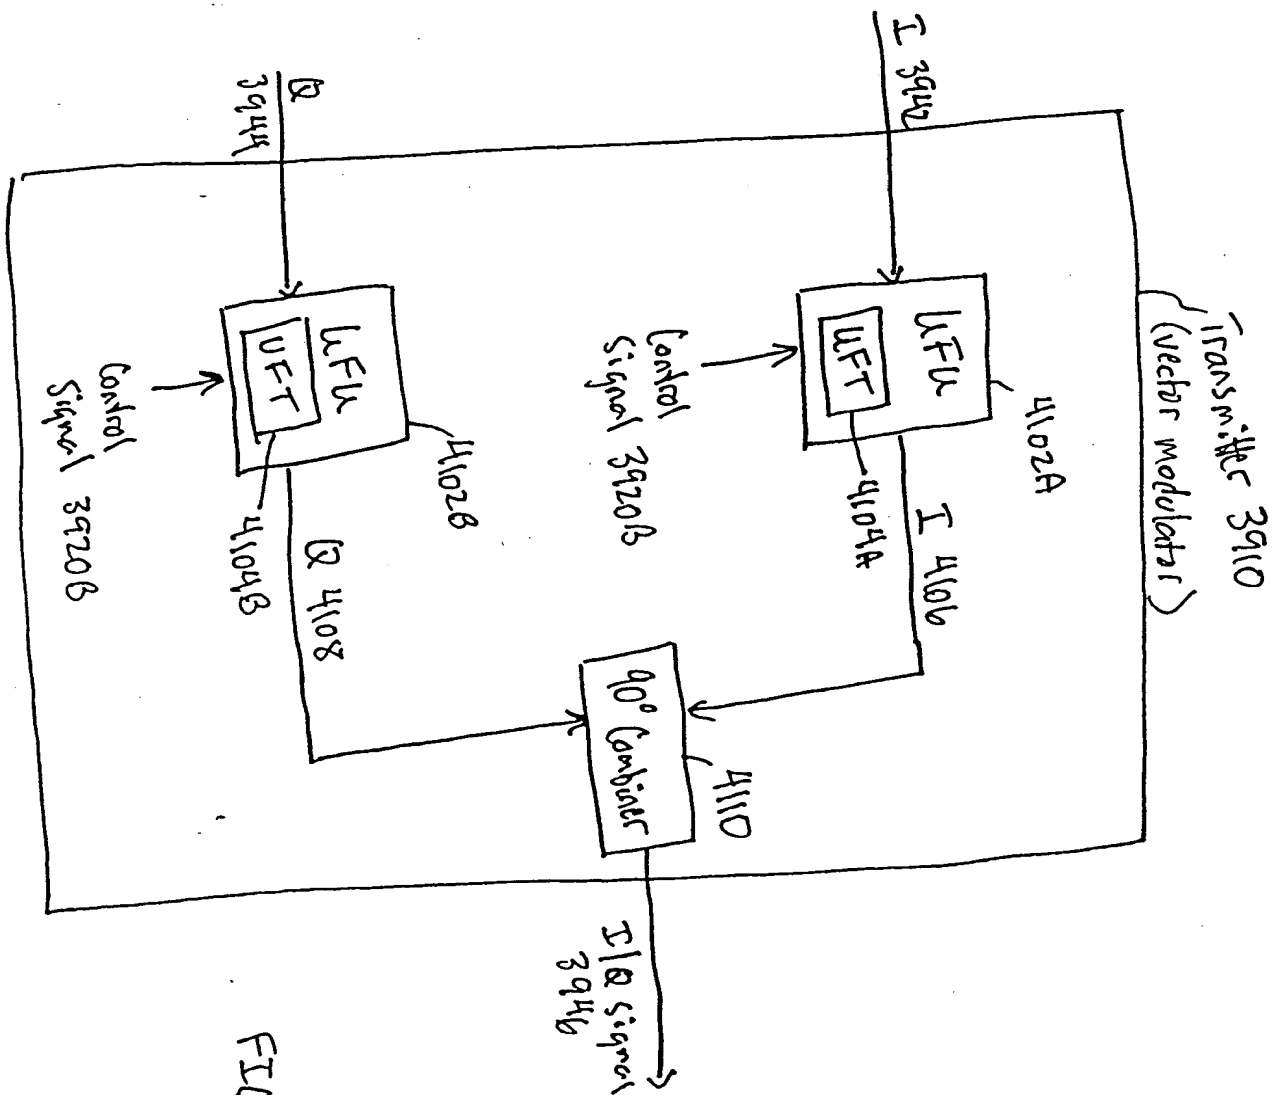 Transmitter 3910
(vector modulator)
I 3942
UFU
4102A
UFT
4104A
I 4106
Control
Signal 3920B
90° Combiner
4110
I/Q Signal
3946
Q
3944
UFU
4102B
UFT
4104B
Q 4108
Control
Signal 3920B